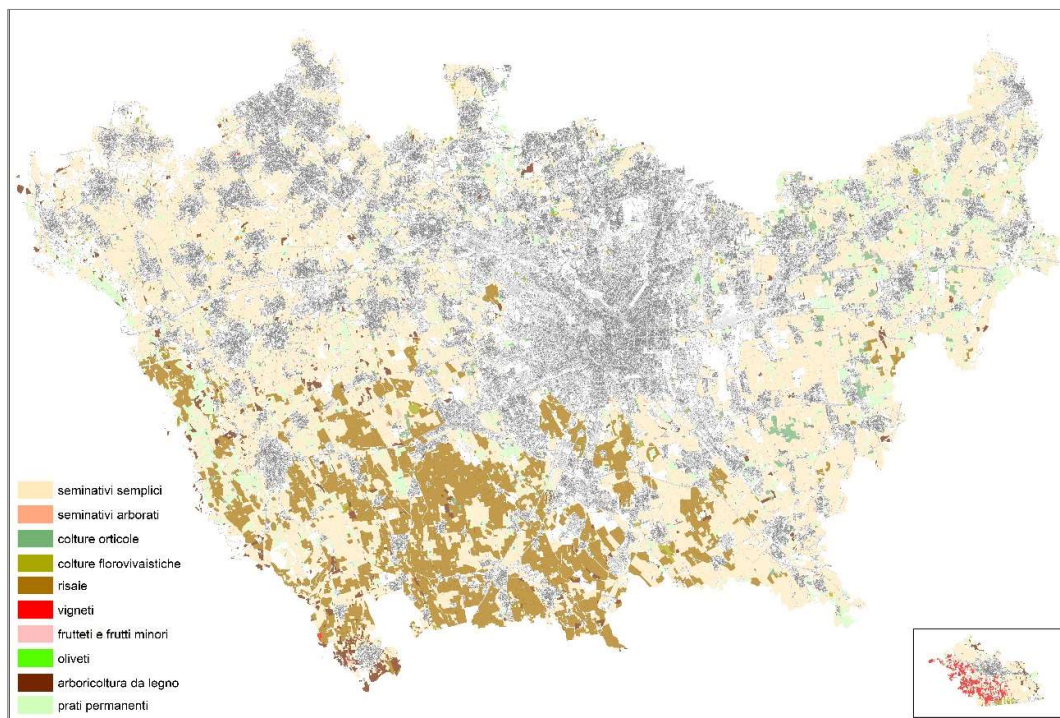 seminativi semplici
seminativi arborati
colture orticole
colture florovivaistiche
risaie
vigneti
frutteti e frutti minori
oliveti
arboricoltura da legno
prati permanenti